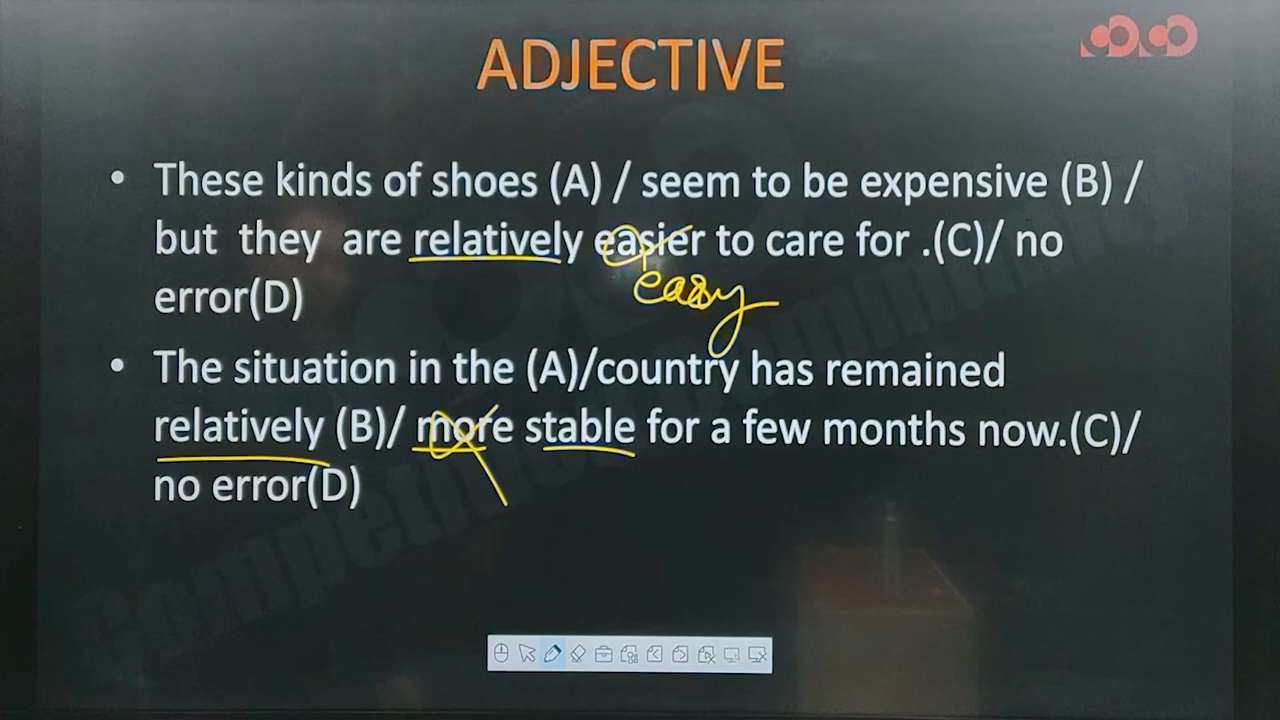 ADJECTIVE
• These kinds of shoes (A) / seem to be expensive (B) /
but they are relatively easier to care for .(C)/ no
easy
error(D)
• The situation in the (A)/country has remained
relatively (B)/ more stable for a few months now.(C)/
no error(D)